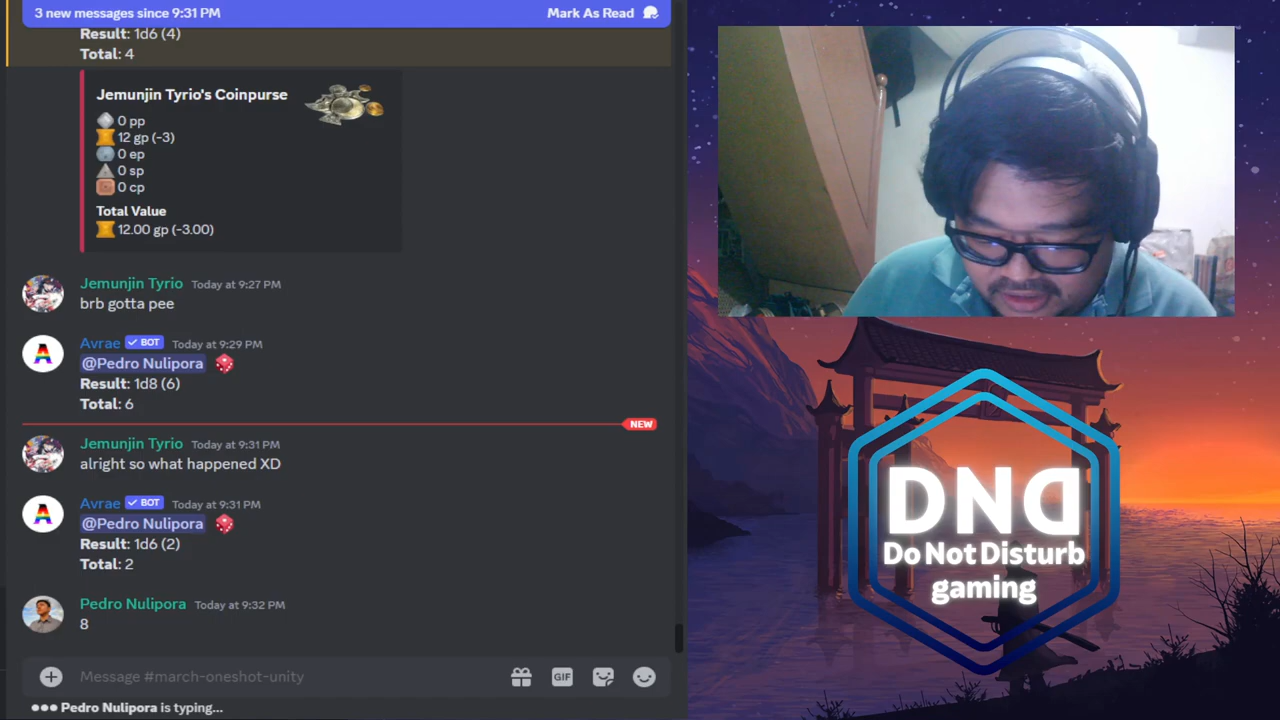 3 new messages since 9:31 PM Mark As Read
Result: 1d6 (4)
Total: 4
Jemunjin Tyrio's Coinpurse
0 pp
12 gp (-3)
0 ep
0 sp
0 cp
Total Value
12.00 gp (-3.00)
Jemunjin Tyrio Today at 9:27 PM
brb gotta pee
Avrae BOT Today at 9:29 PM
@Pedro Nulipora
Result: 1d8 (6)
Total: 6
NEW
Jemunjin Tyrio Today at 9:31 PM
alright so what happened XD
Avrae BOT Today at 9:31 PM
@Pedro Nulipora
Result: 1d6 (2)
Total: 2
Pedro Nulipora Today at 9:32 PM
8
Message #march-oneshot-unity
GIF
Pedro Nulipora is typing...
DND
Do Not Disturb
gaming